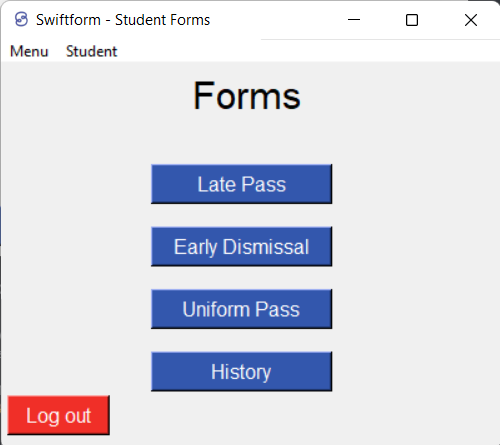 Swiftform - Student Forms
Menu Student
Forms
Late Pass
Early Dismissal
Uniform Pass
History
Log out